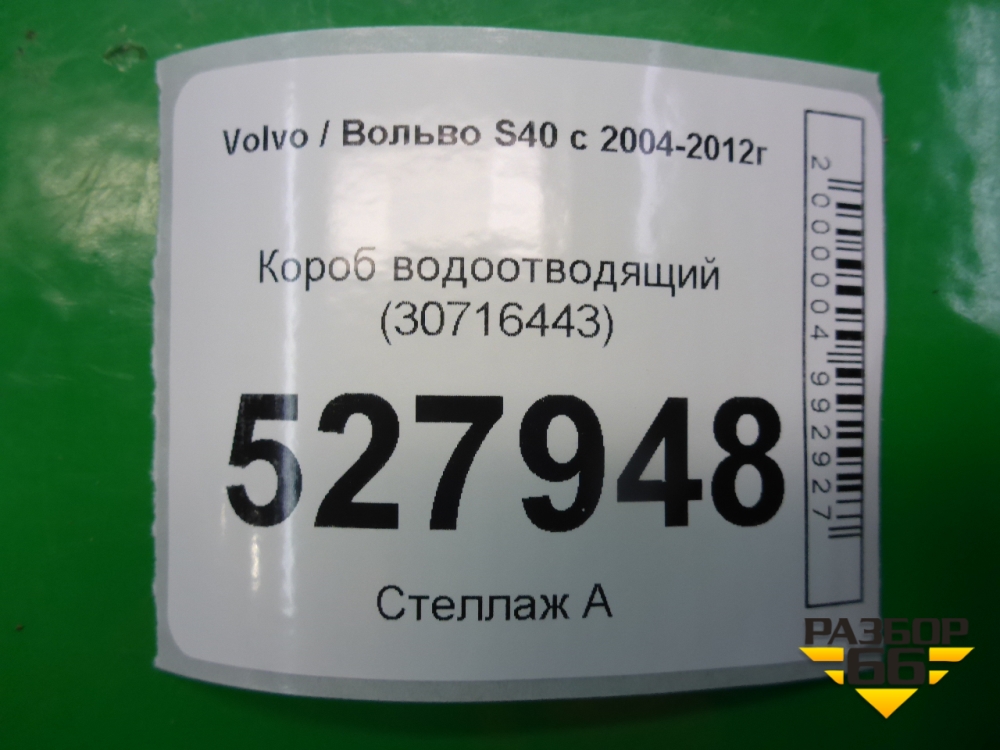 Volvo / Вольво S40 с 2004-2012г
Короб водоотводящий
(30716443)
527948
Стеллаж А
2000004992927
РАЗБОР
66